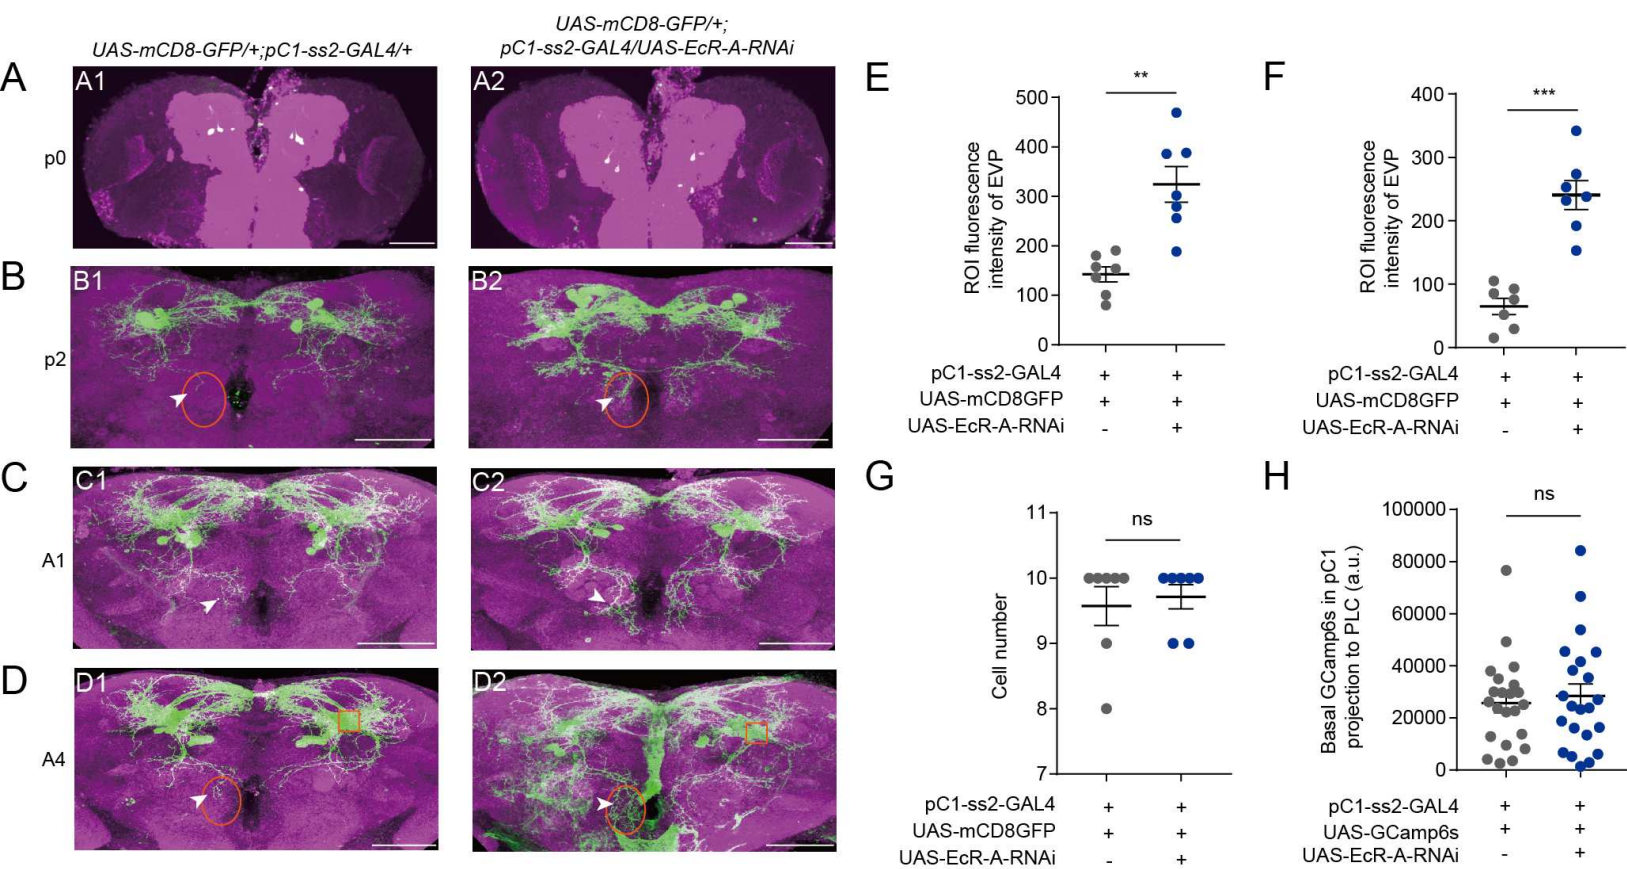 UAS-mCD8-GFP/+;pC1-ss2-GAL4/+
UAS-mCD8-GFP/+;
pC1-ss2-GAL4/UAS-EcR-A-RNAi
A
A1
A2
p0
B
B1
B2
p2
C
C1
C2
A1
D
D1
D2
A4
E
**
ROI fluorescence
intensity of EVP
500
400
300
200
100
0
pC1-ss2-GAL4 + +
UAS-mCD8GFP + +
UAS-EcR-A-RNAi - +
F
***
ROI fluorescence
intensity of EVP
400
300
200
100
0
pC1-ss2-GAL4 + +
UAS-mCD8GFP + +
UAS-EcR-A-RNAi - +
G
ns
Cell number
11
10
9
8
7
pC1-ss2-GAL4 + +
UAS-mCD8GFP + +
UAS-EcR-A-RNAi - +
H
ns
Basal GCamp6s in pC1
projection to PLC (a.u.)
100000
80000
60000
40000
20000
0
pC1-ss2-GAL4 + +
UAS-GCamp6s + +
UAS-EcR-A-RNAi - +